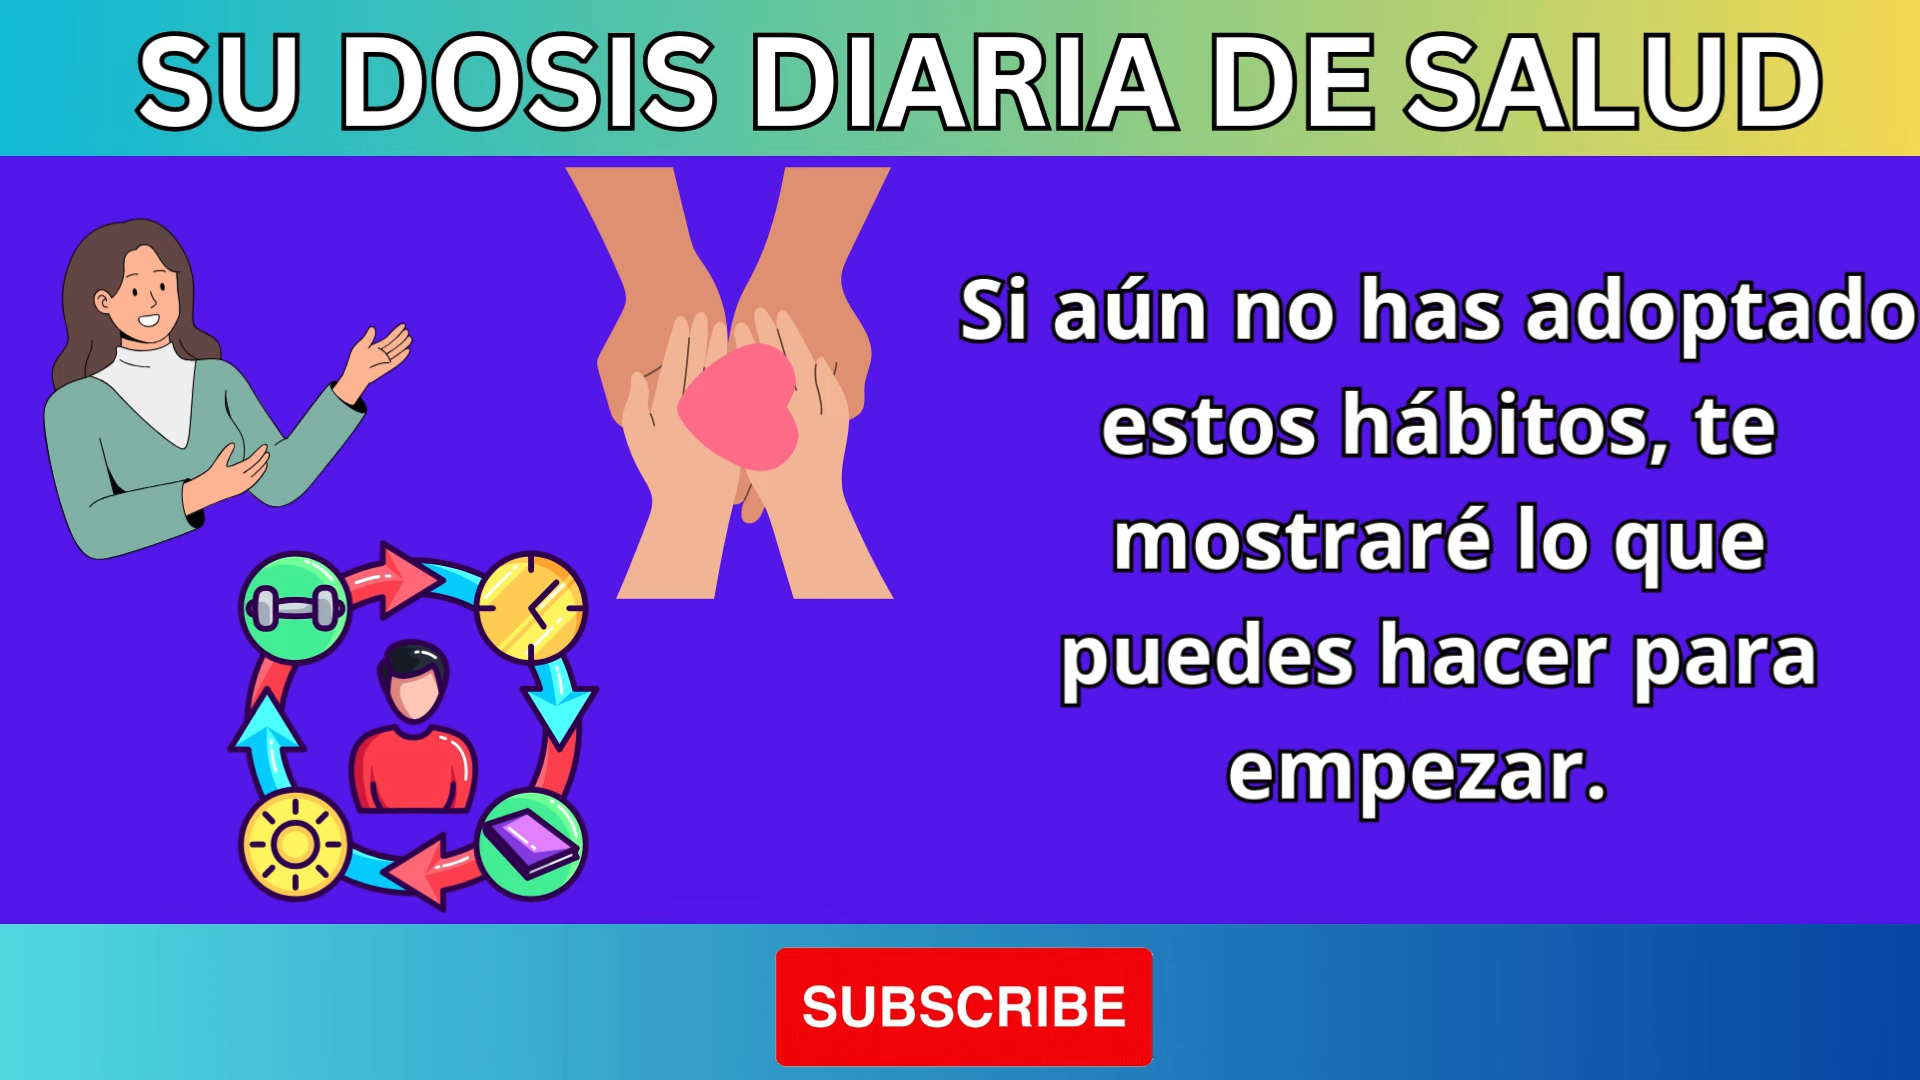 SU DOSIS DIARIA DE SALUD
Si aún no has adoptado
estos hábitos, te
mostraré lo que
puedes hacer para
empezar.
SUBSCRIBE